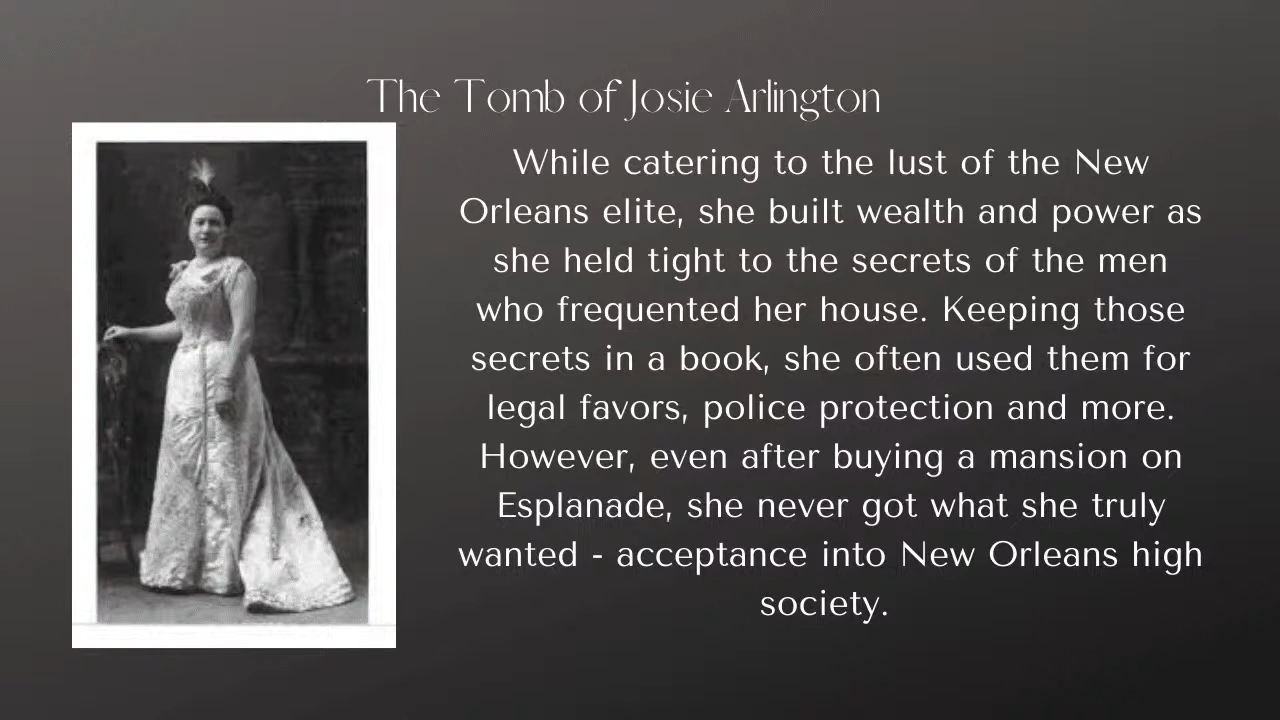 The Tomb of Josie Arlington
While catering to the lust of the New
Orleans elite, she built wealth and power as
she held tight to the secrets of the men
who frequented her house. Keeping those
secrets in a book, she often used them for
legal favors, police protection and more.
However, even after buying a mansion on
Esplanade, she never got what she truly
wanted - acceptance into New Orleans high
society.